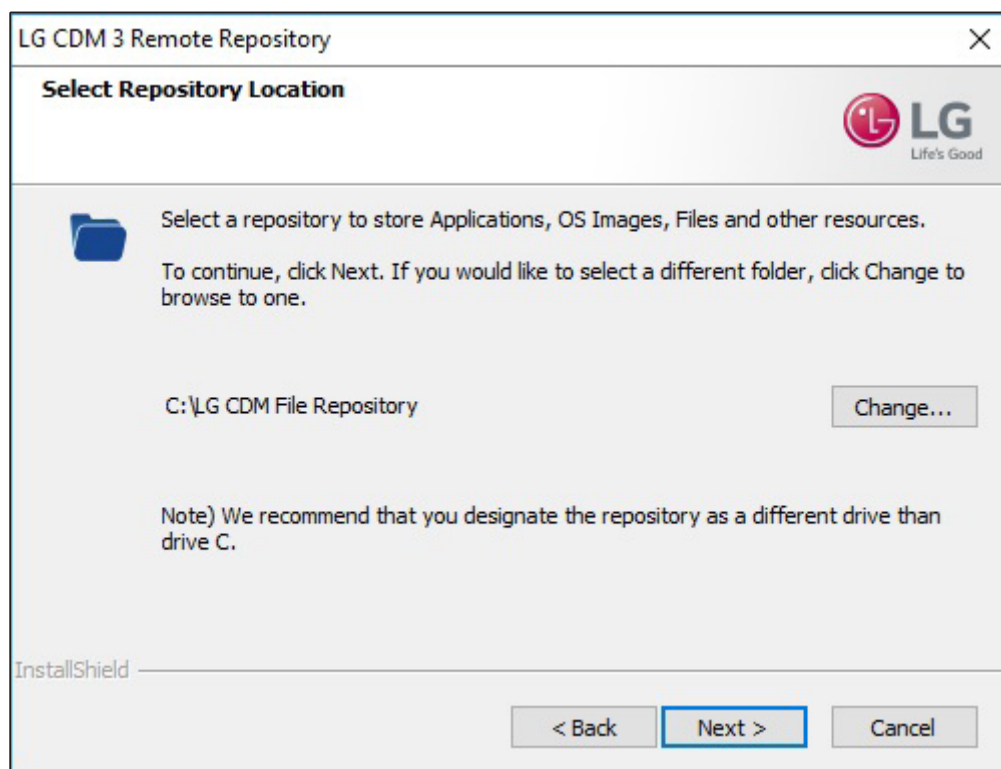 LG CDM 3 Remote Repository
Select Repository Location
LG
Life's Good
Select a repository to store Applications, OS Images, Files and other resources.
To continue, click Next. If you would like to select a different folder, click Change to
browse to one.
C:\LG CDM File Repository
Change...
Note) We recommend that you designate the repository as a different drive than
drive C.
InstallShield
< Back
Next >
Cancel